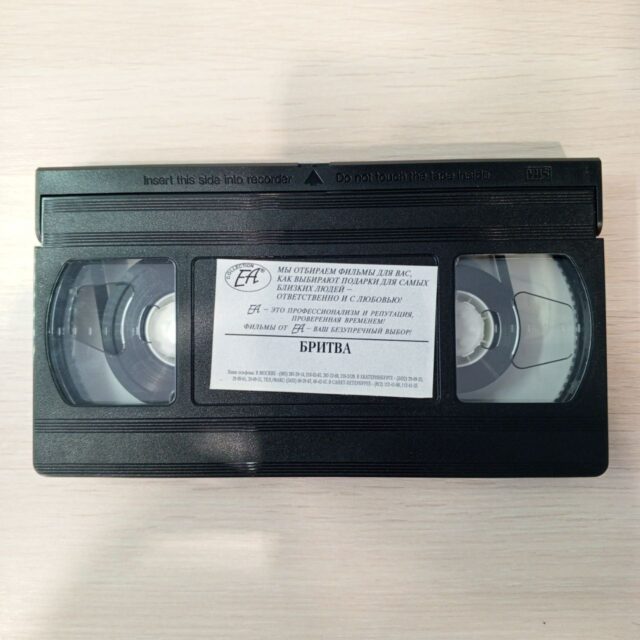 Insert this side into recorder
Do not touch the tape inside
VHS
COLLECTION
EA
МЫ ОТБИРАЕМ ФИЛЬМЫ ДЛЯ ВАС,
КАК ВЫБИРАЮТ ПОДАРКИ ДЛЯ САМЫХ
БЛИЗКИХ ЛЮДЕЙ –
ОТВЕТСТВЕННО И С ЛЮБОВЬЮ!
EA – ЭТО ПРОФЕССИОНАЛИЗМ И РЕПУТАЦИЯ,
ПРОВЕРЕННАЯ ВРЕМЕНЕМ!
ФИЛЬМЫ ОТ EA – ВАШ БЕЗУПРЕЧНЫЙ ВЫБОР!
БРИТВА